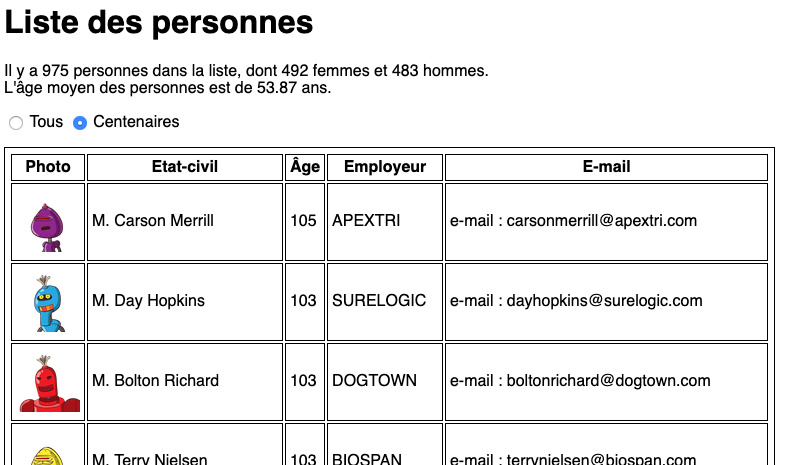 Liste des personnes
Il y a 975 personnes dans la liste, dont 492 femmes et 483 hommes.
L'âge moyen des personnes est de 53.87 ans.
Tous Centenaires
Photo Etat-civil Âge Employeur E-mail
M. Carson Merrill 105 APEXTRI e-mail : carsonmerrill@apextri.com
M. Day Hopkins 103 SURELOGIC e-mail : dayhopkins@surelogic.com
M. Bolton Richard 103 DOGTOWN e-mail : boltonrichard@dogtown.com
M. Terry Nielsen 103 BIOSPAN e-mail : terrynielsen@biospan.com